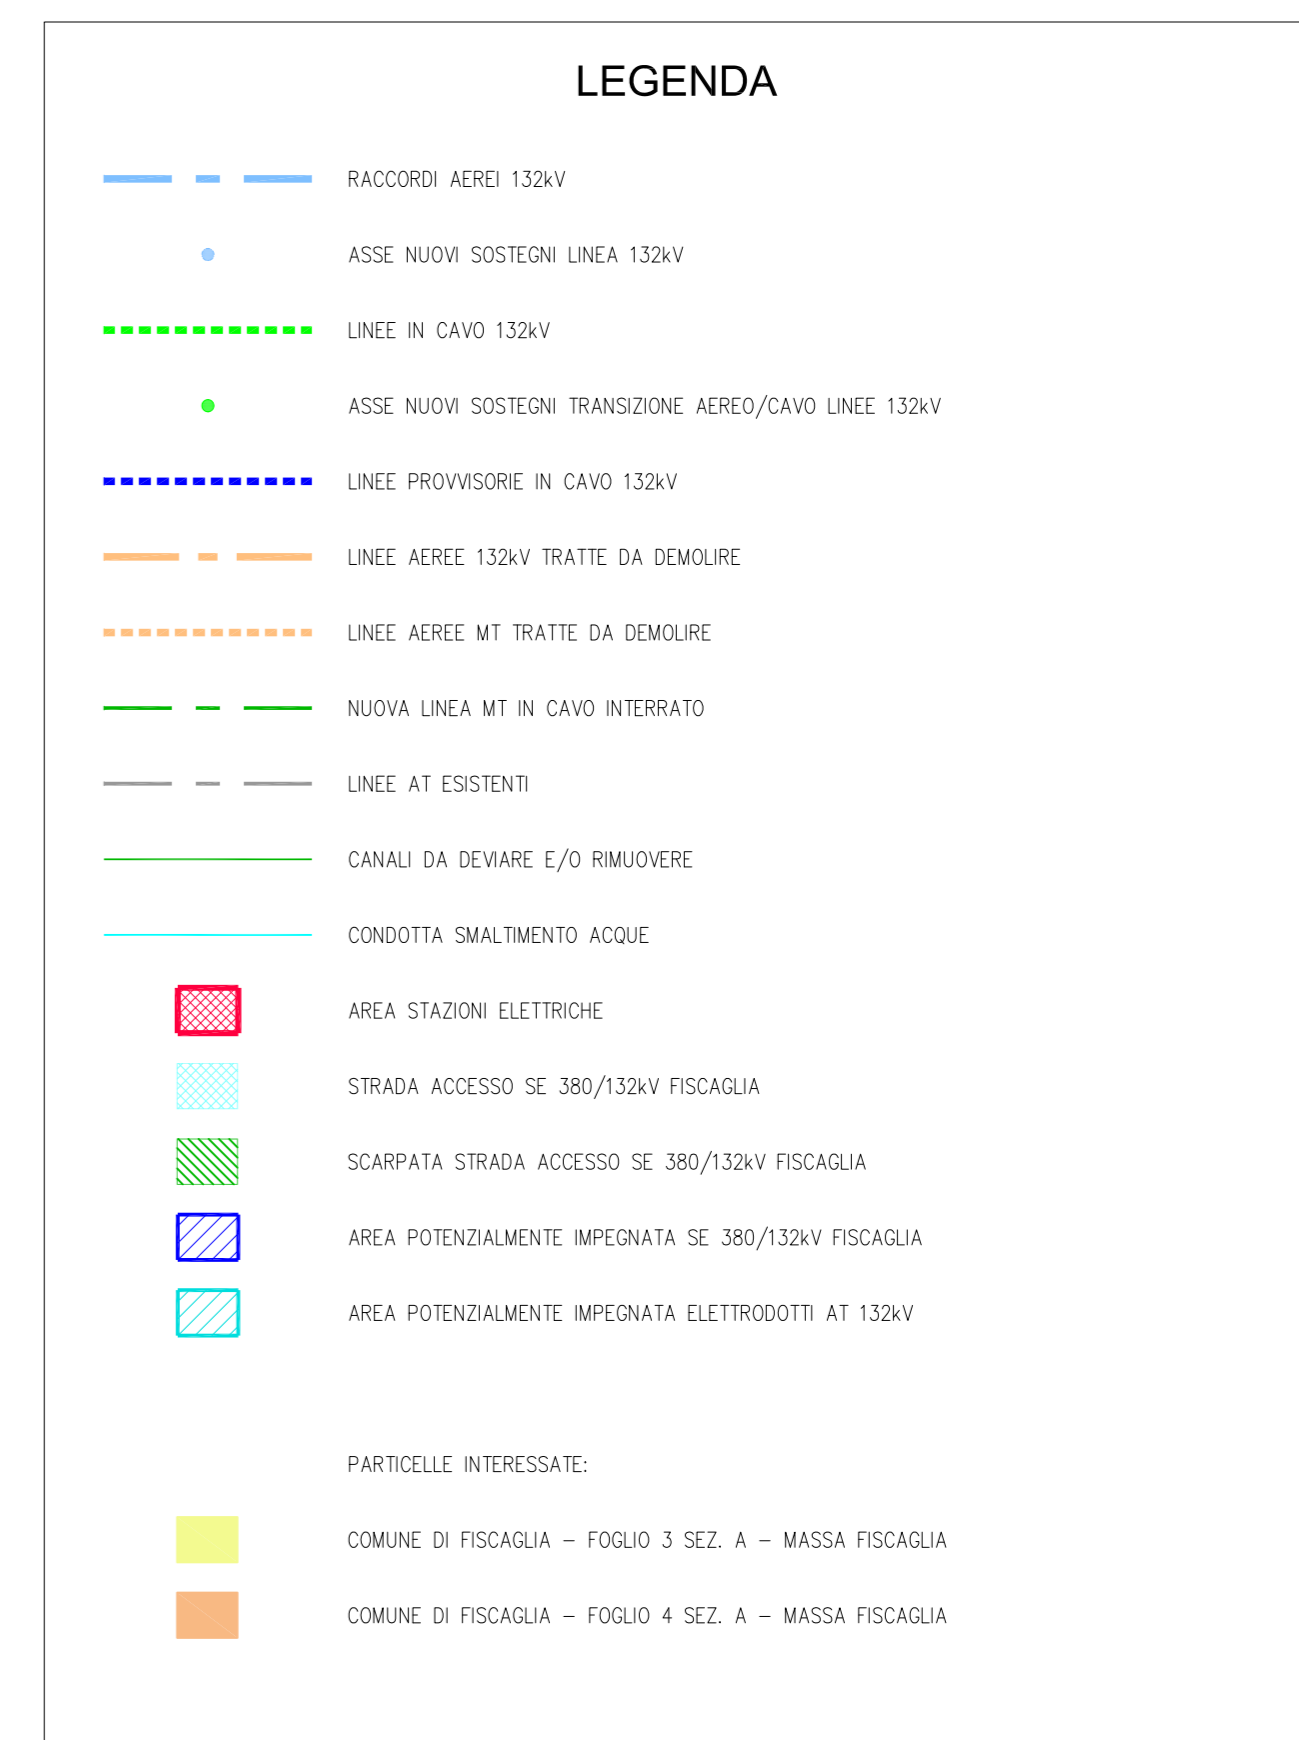 LEGENDA
RACCORDI AEREI 132kV
ASSE NUOVI SOSTEGNI LINEA 132kV
LINEE IN CAVO 132kV
ASSE NUOVI SOSTEGNI TRANSIZIONE AEREO/CAVO LINEE 132kV
LINEE PROVVISORIE IN CAVO 132kV
LINEE AEREE 132kV TRATTE DA DEMOLIRE
LINEE AEREE MT TRATTE DA DEMOLIRE
NUOVA LINEA MT IN CAVO INTERRATO
LINEE AT ESISTENTI
CANALI DA DEVIARE E/O RIMUOVERE
CONDOTTA SMALTIMENTO ACQUE
AREA STAZIONI ELETTRICHE
STRADA ACCESSO SE 380/132kV FISCAGLIA
SCARPATA STRADA ACCESSO SE 380/132kV FISCAGLIA
AREA POTENZIALMENTE IMPEGNATA SE 380/132kV FISCAGLIA
AREA POTENZIALMENTE IMPEGNATA ELETTRODOTTI AT 132kV
PARTICELLE INTERESSATE:
COMUNE DI FISCAGLIA – FOGLIO 3 SEZ. A – MASSA FISCAGLIA
COMUNE DI FISCAGLIA – FOGLIO 4 SEZ. A – MASSA FISCAGLIA